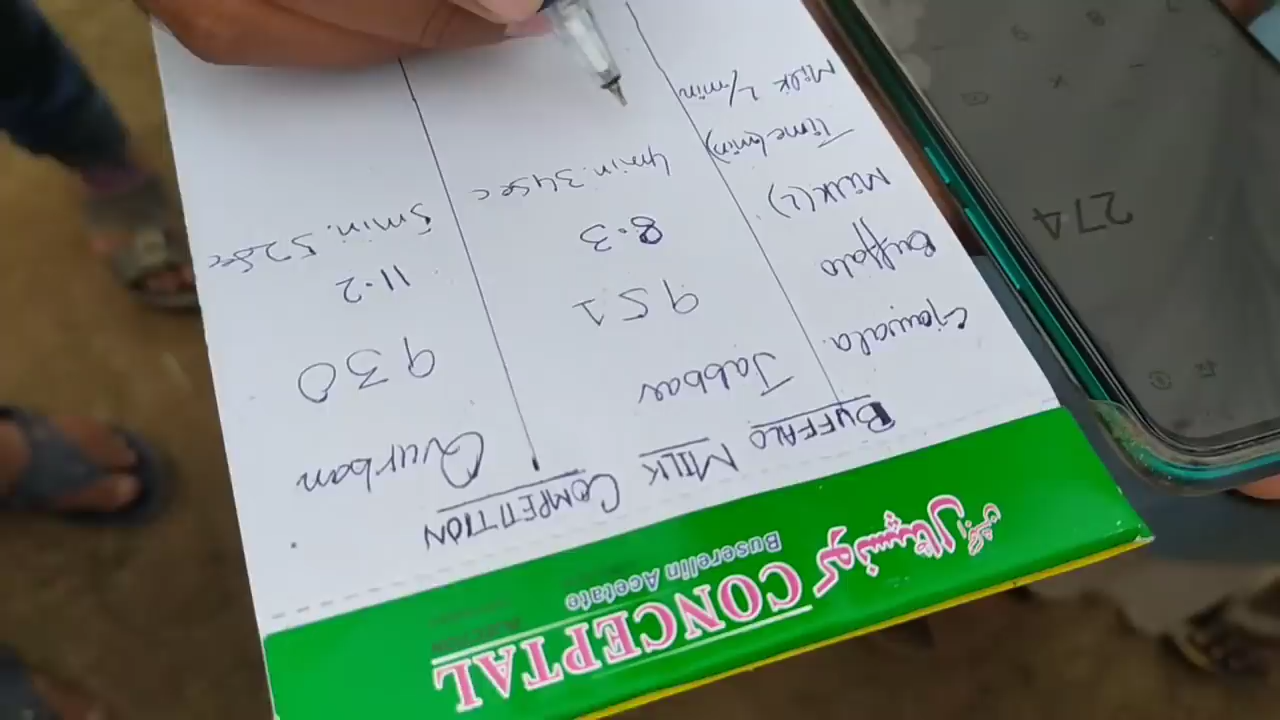 CONCEPTAL کونسپٹال
Buserelin Acetate
BUFFALO MILK COMPETITION
Gawala Jabbar Qurban
Buffalo 951 930
Milk (L) 8.3 11.2
Time (min) 4min. 34sec 5min. 52sec
Milk L/min
274